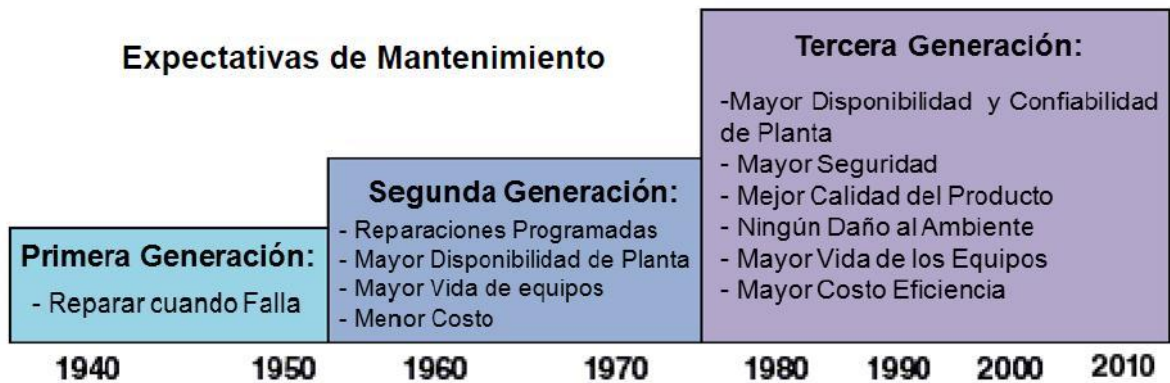 Expectativas de Mantenimiento
Primera Generación:
- Reparar cuando Falla
Segunda Generación:
- Reparaciones Programadas
- Mayor Disponibilidad de Planta
- Mayor Vida de equipos
- Menor Costo
Tercera Generación:
-Mayor Disponibilidad y Confiabilidad
de Planta
- Mayor Seguridad
- Mejor Calidad del Producto
- Ningún Daño al Ambiente
- Mayor Vida de los Equipos
- Mayor Costo Eficiencia
1940 1950 1960 1970 1980 1990 2000 2010